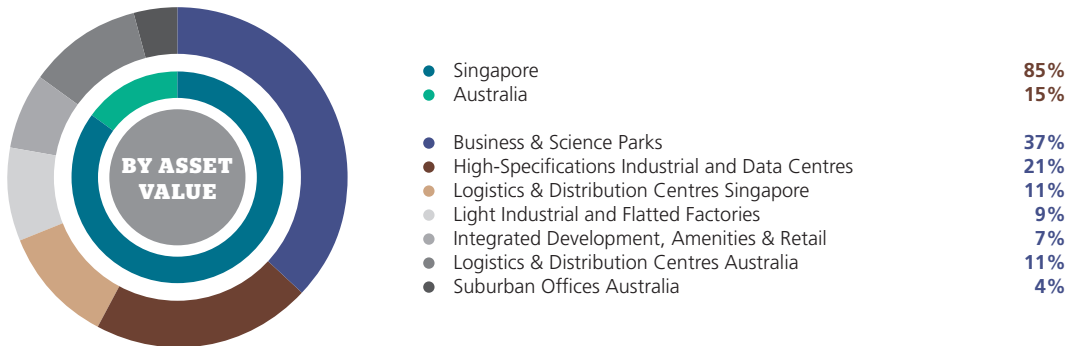 BY ASSET
VALUE
Singapore 85%
Australia 15%
Business & Science Parks 37%
High-Specifications Industrial and Data Centres 21%
Logistics & Distribution Centres Singapore 11%
Light Industrial and Flatted Factories 9%
Integrated Development, Amenities & Retail 7%
Logistics & Distribution Centres Australia 11%
Suburban Offices Australia 4%